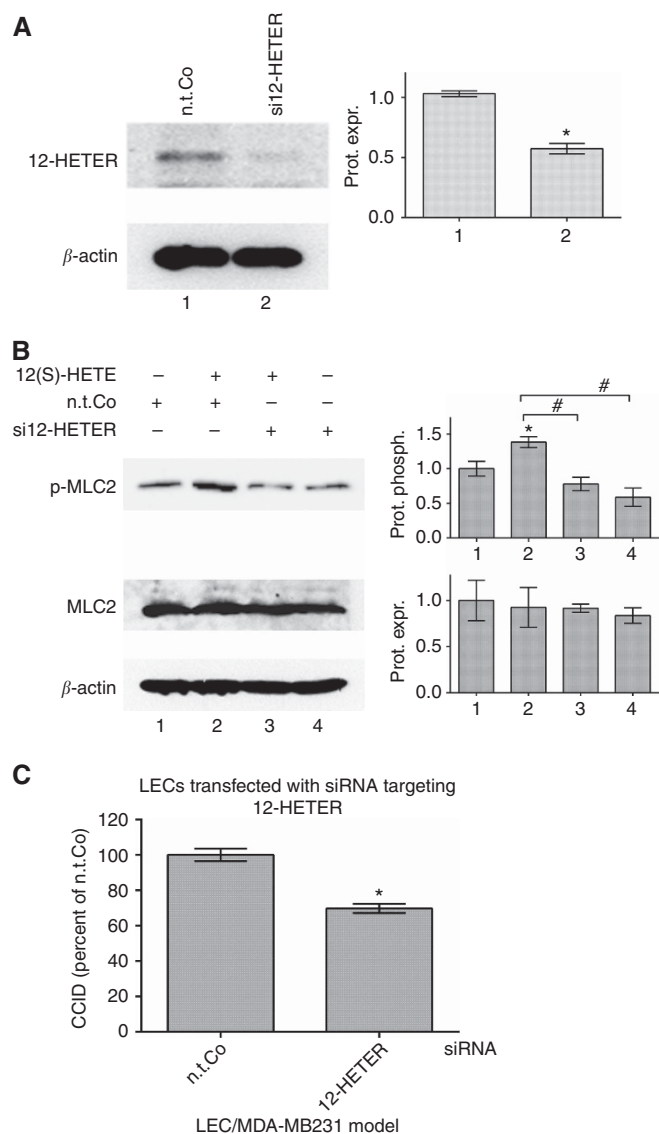 A
n.t.Co
si12-HETER
12-HETER
β-actin
1 2
Prot. expr.
1.0
0.5
0.0
*
1 2
B
12(S)-HETE – + + –
n.t.Co + + – –
si12-HETER – – + +
p-MLC2
MLC2
β-actin
1 2 3 4
Prot. phosph.
1.5
1.0
0.5
0.0
#
#
*
1 2 3 4
Prot. expr.
1.0
0.5
0.0
1 2 3 4
C
LECs transfected with siRNA targeting
12-HETER
CCID (percent of n.t.Co)
120
100
80
60
40
20
0
*
n.t.Co
12-HETER
siRNA
LEC/MDA-MB231 model